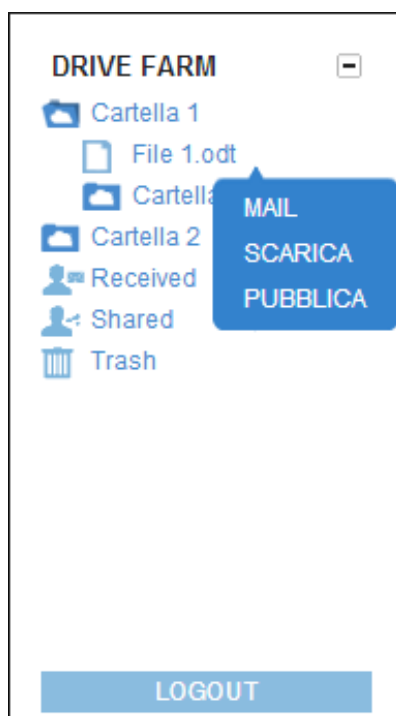 DRIVE FARM
Cartella 1
File 1.odt
Cartella
MAIL
Cartella 2
SCARICA
Received
PUBBLICA
Shared
Trash
LOGOUT